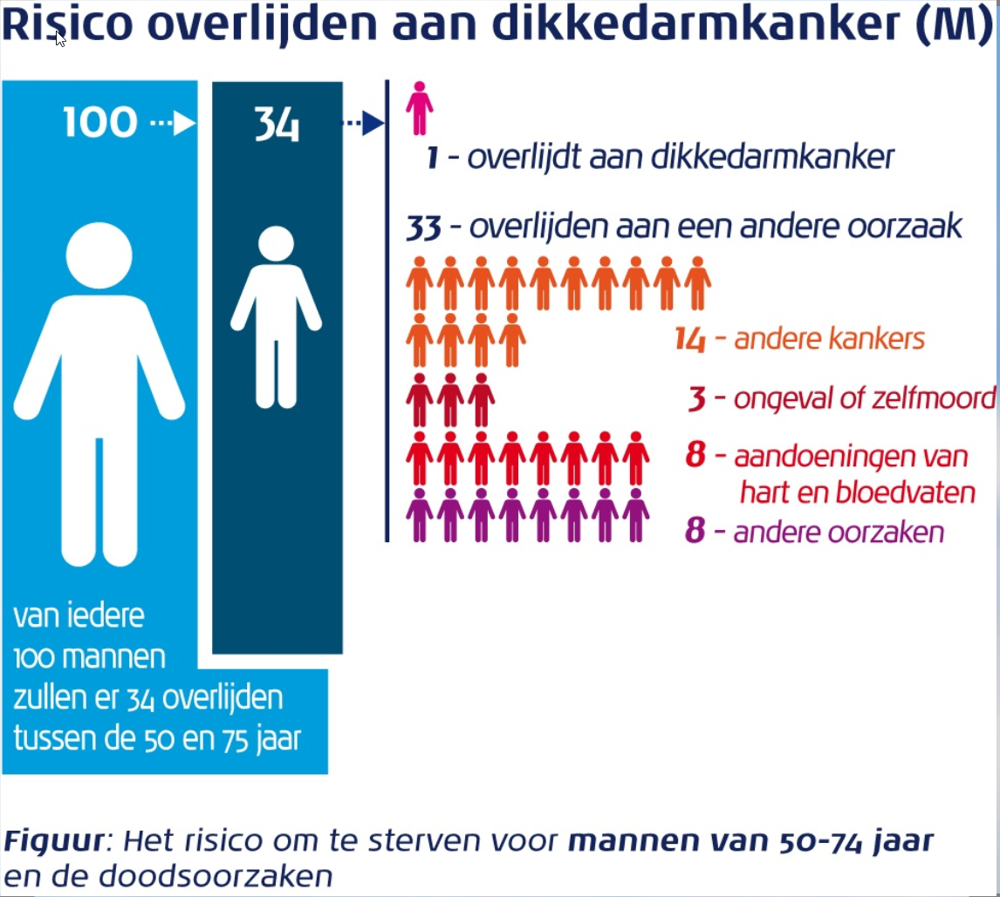 Risico overlijden aan dikkedarmkanker (M)
100
34
1 - overlijdt aan dikkedarmkanker
33 - overlijden aan een andere oorzaak
14 - andere kankers
3 - ongeval of zelfmoord
8 - aandoeningen van
hart en bloedvaten
8 - andere oorzaken
van iedere
100 mannen
zullen er 34 overlijden
tussen de 50 en 75 jaar
Figuur: Het risico om te sterven voor mannen van 50-74 jaar
en de doodsoorzaken